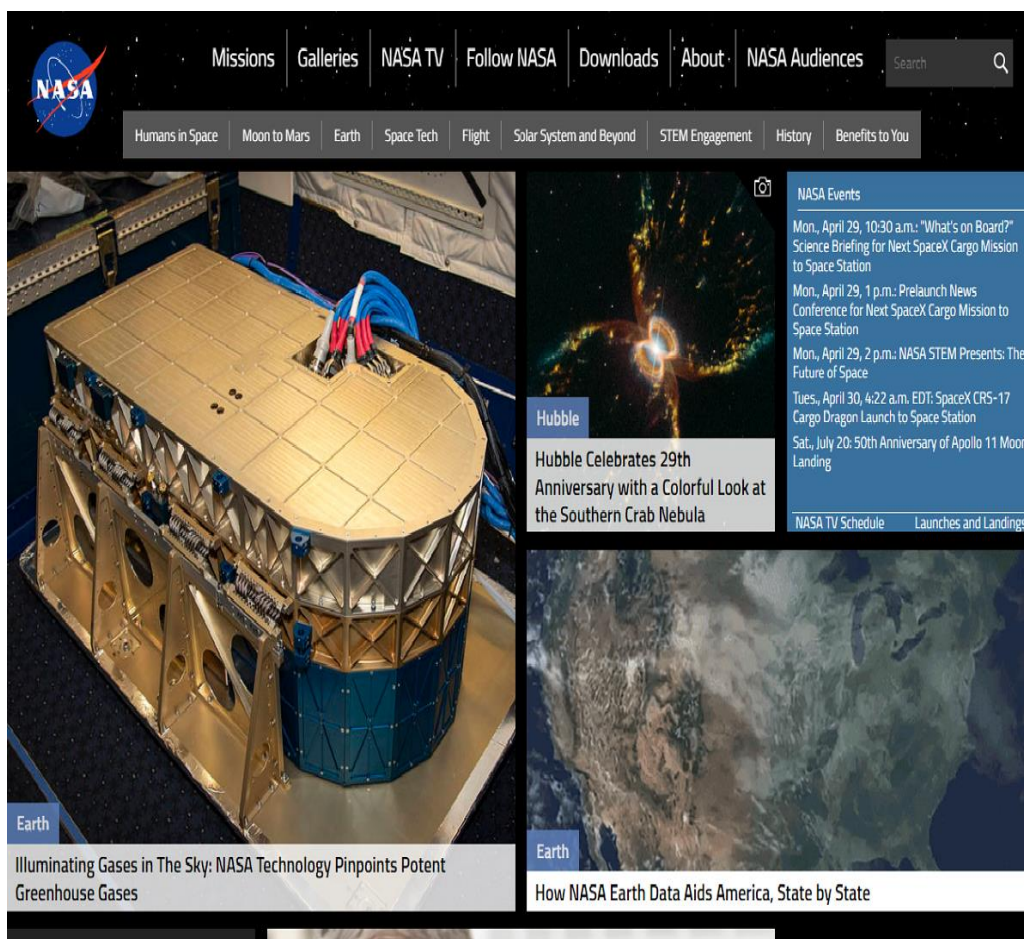 NASA
Missions
Galleries
NASA TV
Follow NASA
Downloads
About
NASA Audiences
Search
Humans in Space
Moon to Mars
Earth
Space Tech
Flight
Solar System and Beyond
STEM Engagement
History
Benefits to You
Earth
Illuminating Gases in The Sky: NASA Technology Pinpoints Potent
Greenhouse Gases
Hubble
Hubble Celebrates 29th
Anniversary with a Colorful Look at
the Southern Crab Nebula
NASA Events
Mon., April 29, 10:30 a.m.: "What's on Board?"
Science Briefing for Next SpaceX Cargo Mission
to Space Station
Mon., April 29, 1 p.m.: Prelaunch News
Conference for Next SpaceX Cargo Mission to
Space Station
Mon., April 29, 2 p.m.: NASA STEM Presents: The
Future of Space
Tues., April 30, 4:22 a.m. EDT: SpaceX CRS-17
Cargo Dragon Launch to Space Station
Sat., July 20: 50th Anniversary of Apollo 11 Moon
Landing
NASA TV Schedule
Launches and Landings
Earth
How NASA Earth Data Aids America, State by State